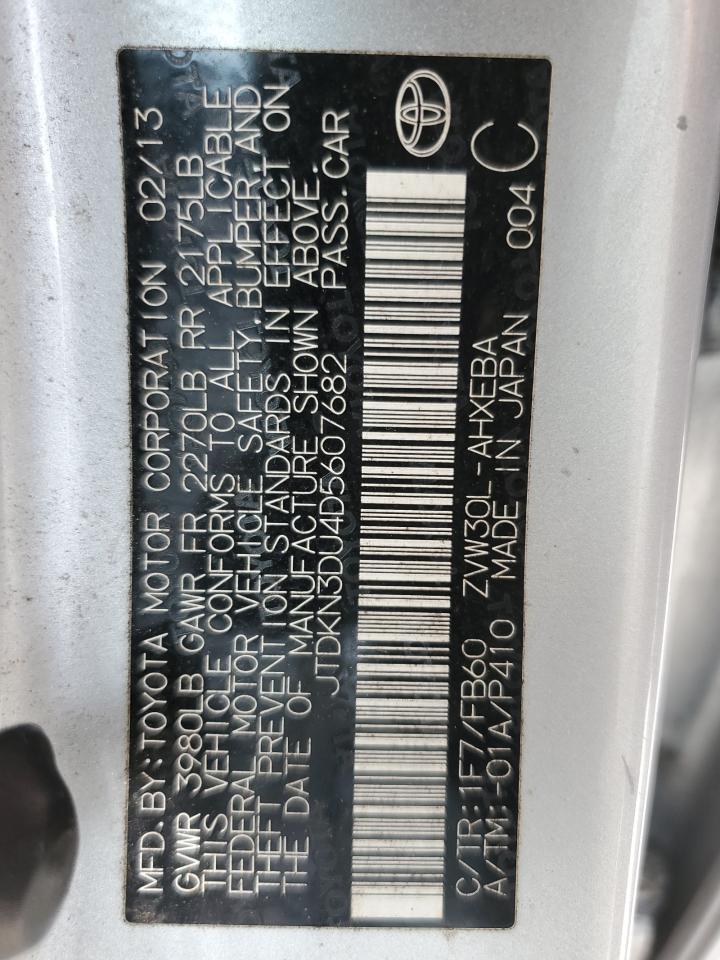 MFD. BY: TOYOTA MOTOR CORPORATION 02/13
GVWR 3980LB GAWR FR 2270LB RR 2175LB
THIS VEHICLE CONFORMS TO ALL APPLICABLE
FEDERAL MOTOR VEHICLE SAFETY, BUMPER, AND
THEFT PREVENTION STANDARDS IN EFFECT ON
THE DATE OF MANUFACTURE SHOWN ABOVE.
JTDKN3DU4D5607682 PASS. CAR
C/TR: 1F7/FB60 ZVW30L-AHXEBA
A/TM: -01A/P410 MADE IN JAPAN 004 C